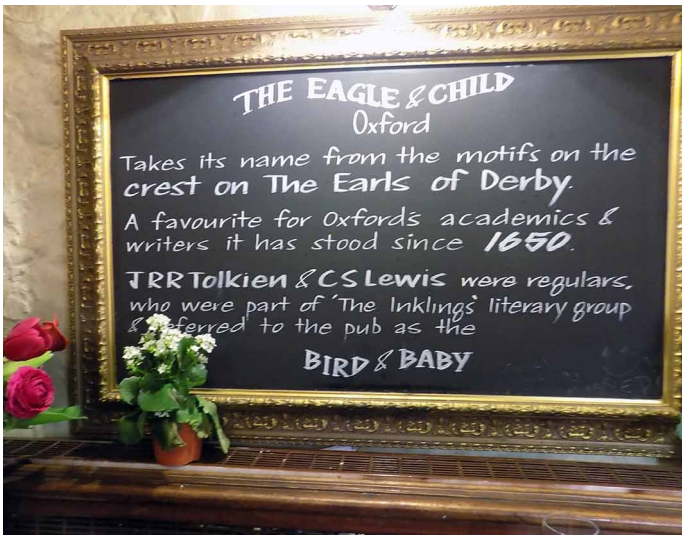 THE EAGLE & CHILD
Oxford
Takes its name from the motifs on the
crest on The Earls of Derby.
A favourite for Oxford's academics &
writers it has stood since 1650.
JRR Tolkien & CS Lewis were regulars,
who were part of 'The Inklings' literary group
& referred to the pub as the
BIRD & BABY